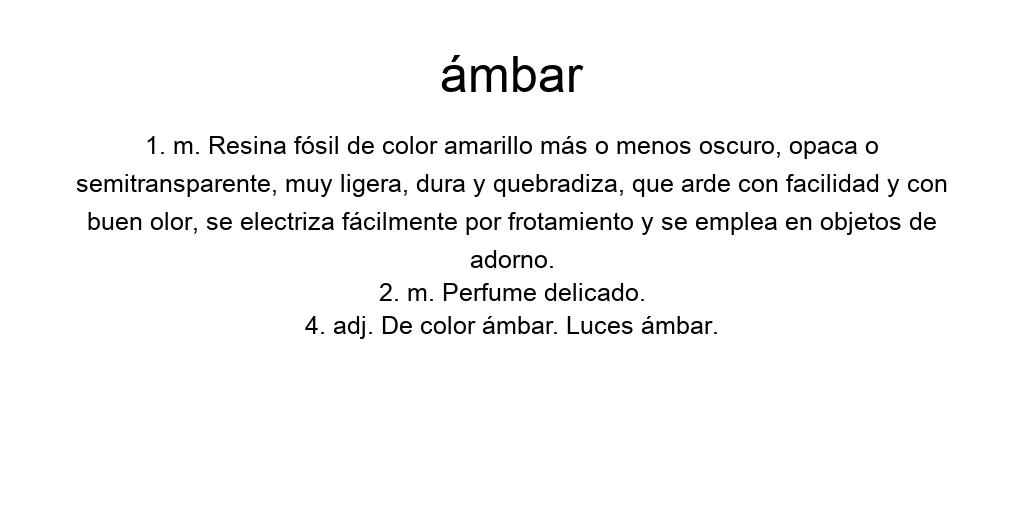 ámbar
1. m. Resina fósil de color amarillo más o menos oscuro, opaca o
semitransparente, muy ligera, dura y quebradiza, que arde con facilidad y con
buen olor, se electriza fácilmente por frotamiento y se emplea en objetos de
adorno.
2. m. Perfume delicado.
4. adj. De color ámbar. Luces ámbar.